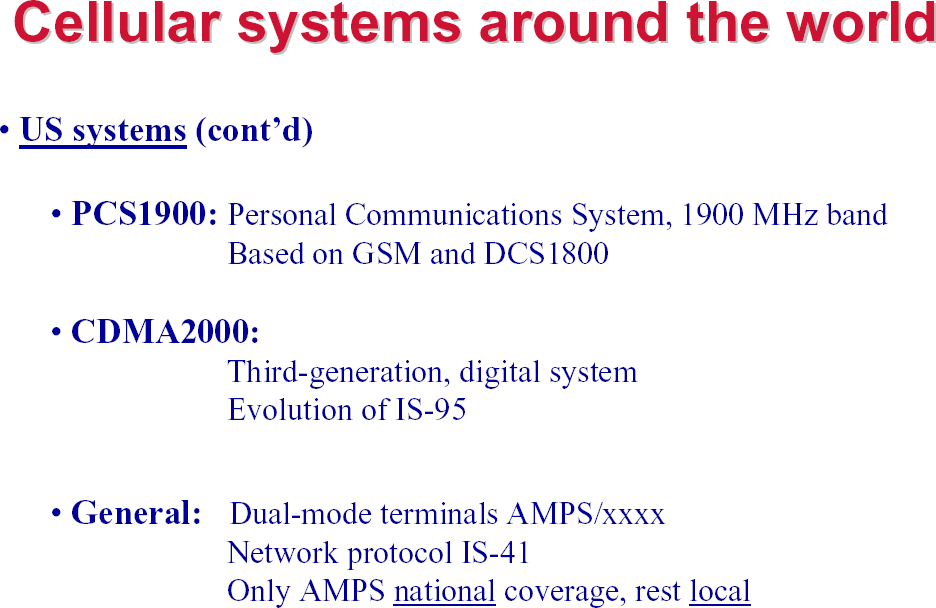 Cellular systems around the world
• US systems (cont’d)
• PCS1900: Personal Communications System, 1900 MHz band
Based on GSM and DCS1800
• CDMA2000:
Third-generation, digital system
Evolution of IS-95
• General: Dual-mode terminals AMPS/xxxx
Network protocol IS-41
Only AMPS national coverage, rest local